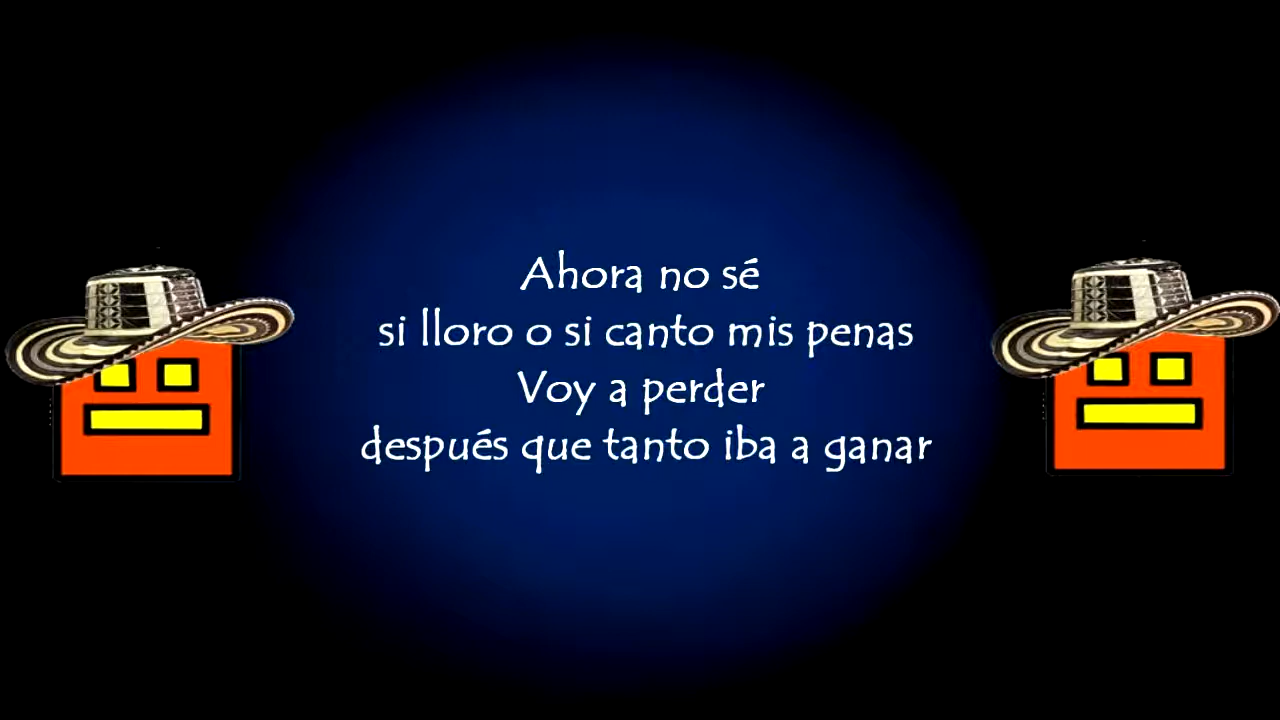 Ahora no sé
si lloro o si canto mis penas
Voy a perder
después que tanto iba a ganar